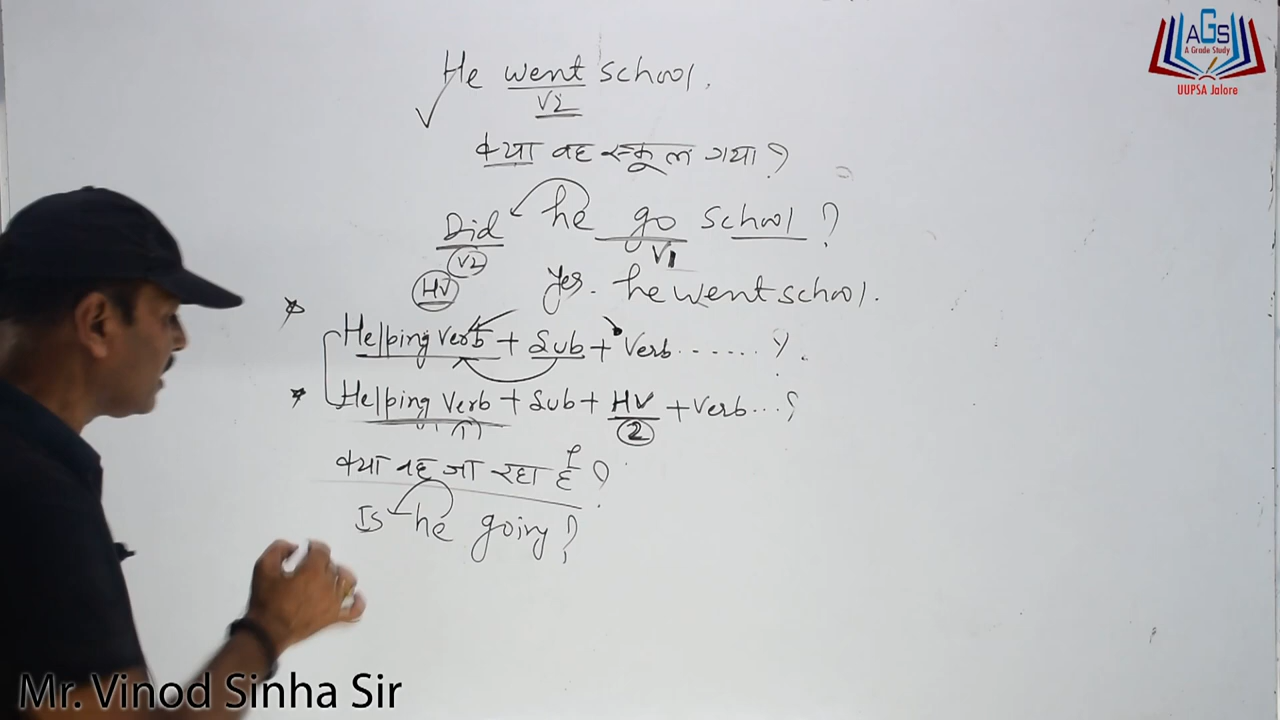 He went school.
V2
क्या वह स्कूल गया ?
Did he go school ?
V2 V1
HV
Yes. he went school.
Helping Verb + Sub + Verb ...... ?
Helping Verb + Sub + HV + Verb ... ?
1 2
क्या वह जा रहा है ?
Is he going ?
AGS
A Grade Study
UUPSA Jalore
Mr. Vinod Sinha Sir